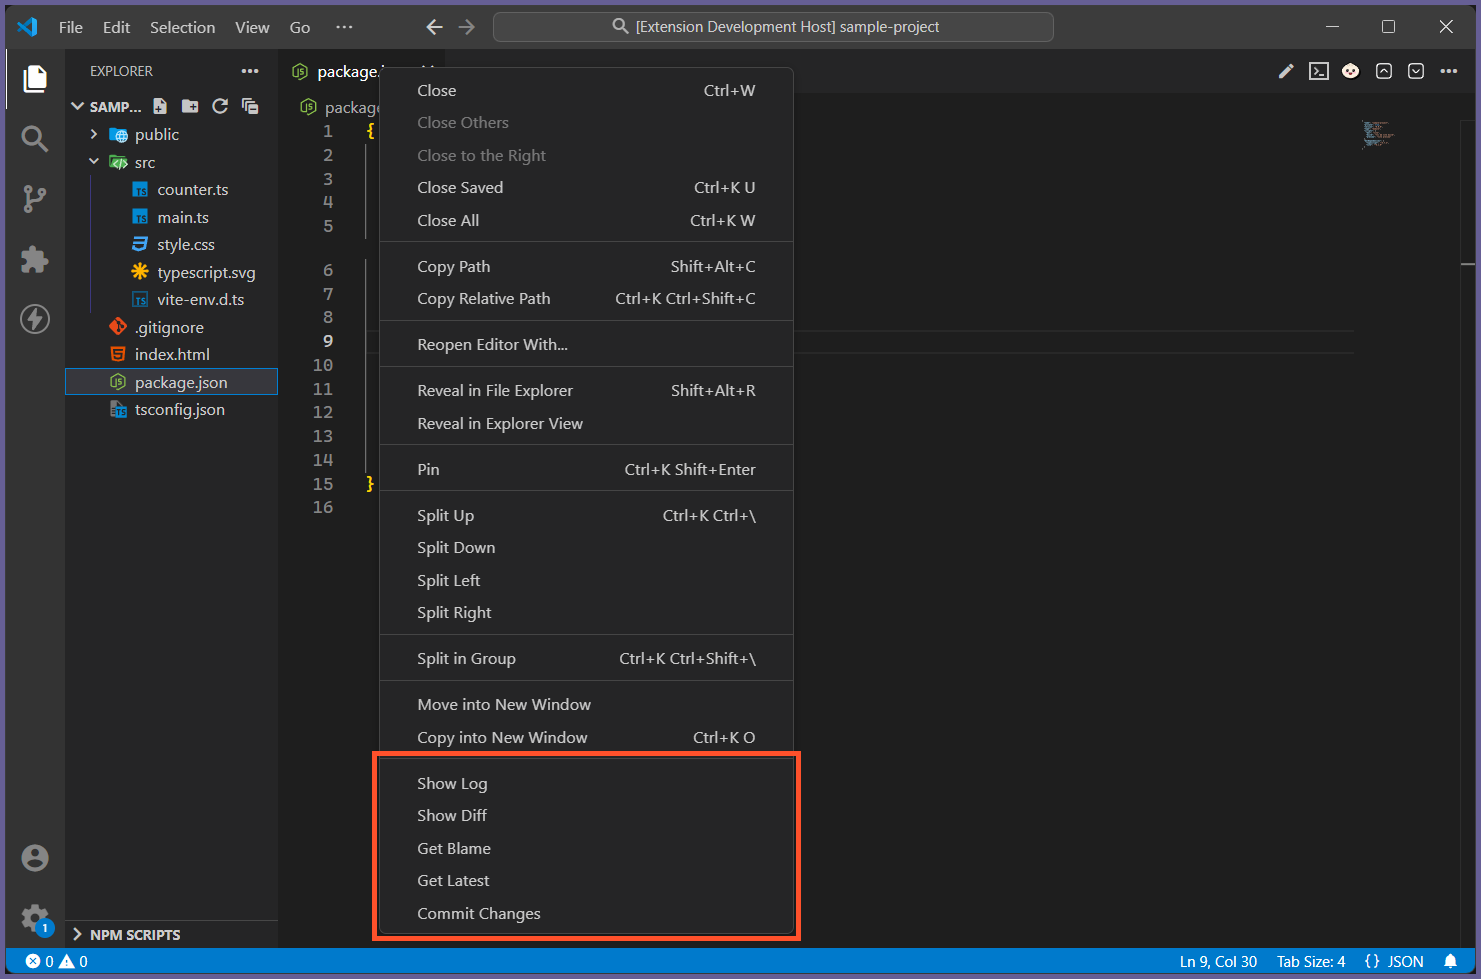 File Edit Selection View Go ··· [Extension Development Host] sample-project
EXPLORER
SAMP...
public
src
TS counter.ts
TS main.ts
style.css
typescript.svg
TS vite-env.d.ts
.gitignore
index.html
JS package.json
TS tsconfig.json
NPM SCRIPTS
JS package.
JS package
1 {
2
3
4
5
6
7
8
9
10
11
12
13
14
15 }
16
Close Ctrl+W
Close Others
Close to the Right
Close Saved Ctrl+K U
Close All Ctrl+K W
Copy Path Shift+Alt+C
Copy Relative Path Ctrl+K Ctrl+Shift+C
Reopen Editor With...
Reveal in File Explorer Shift+Alt+R
Reveal in Explorer View
Pin Ctrl+K Shift+Enter
Split Up Ctrl+K Ctrl+\
Split Down
Split Left
Split Right
Split in Group Ctrl+K Ctrl+Shift+\
Move into New Window
Copy into New Window Ctrl+K O
Show Log
Show Diff
Get Blame
Get Latest
Commit Changes
1
0 0 Ln 9, Col 30 Tab Size: 4 {} JSON